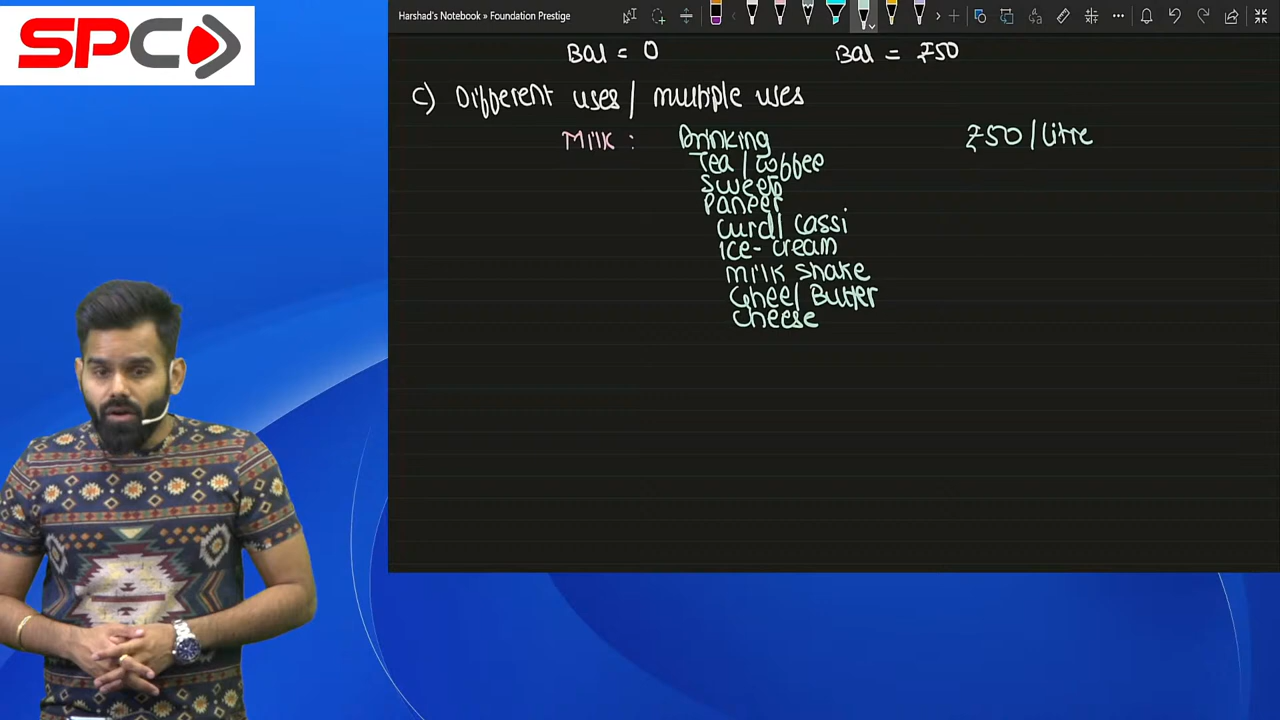 SPC
Harshad's Notebook » Foundation Prestige
Bal = 0 Bal = ₹50
C) Different uses / multiple uses
Milk : Drinking ₹50 / litre
Tea / coffee
Sweets
Paneer
Curd / Lassi
Ice-cream
Milk shake
Ghee / Butter
Cheese